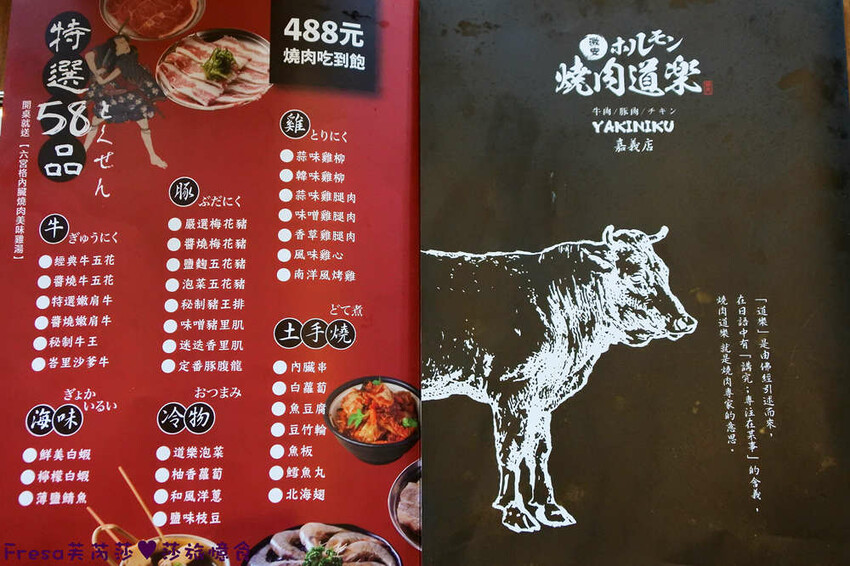 特選58品
とくせん
開桌就送【六宮格內臟燒肉美味雞湯】
488元
燒肉吃到飽
牛
ぎゅうにく
經典牛五花
醬燒牛五花
特選嫩肩牛
醬燒嫩肩牛
秘制牛王
峇里沙爹牛
豚
ぶだにく
嚴選梅花豬
醬燒梅花豬
鹽麴五花豬
泡菜五花豬
秘制豬王排
味噌豬里肌
迷迭香里肌
定番豚腹龍
雞
とりにく
蒜味雞柳
韓味雞柳
蒜味雞腿肉
味噌雞腿肉
香草雞腿肉
風味雞心
南洋風烤雞
どて煮
土手燒
內臟串
白蘿蔔
魚豆腐
豆竹輪
魚板
鱈魚丸
北海翅
ぎょか
いるい
海味
鮮美白蝦
檸檬白蝦
薄鹽鯖魚
おつまみ
冷物
道樂泡菜
柚香蘿蔔
和風洋蔥
鹽味枝豆
激安
ホルモン
燒肉道樂
牛肉/豚肉/チキン
YAKINIKU
嘉義店
「道樂」是由佛經引述而來，
在日語中有「講究；專注在某事」的含義，
燒肉道樂 就是燒肉專家的意思。
Fresa芙芮莎♥莎旅憶食